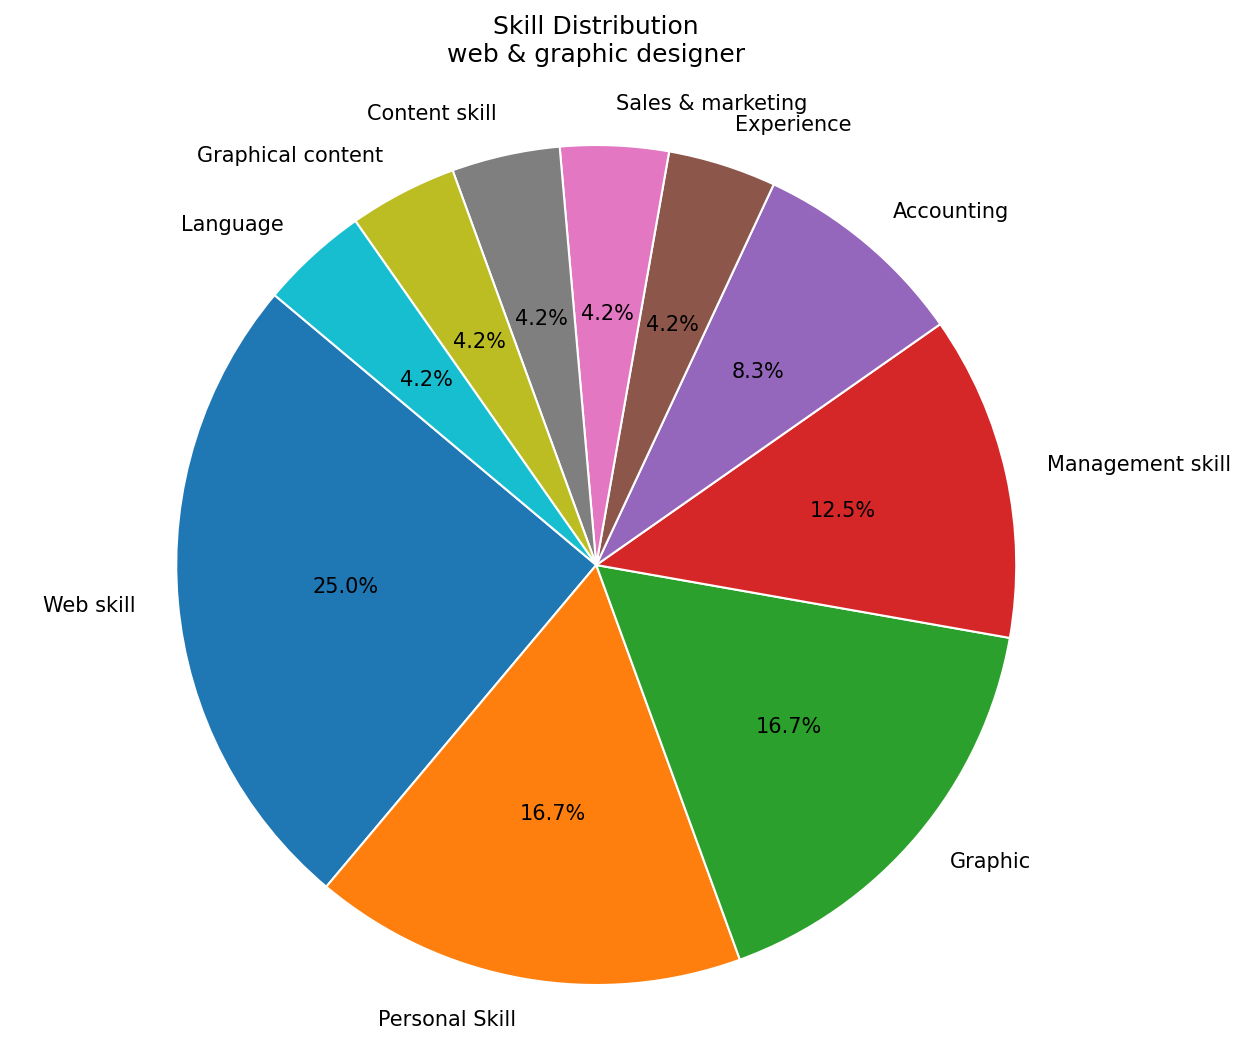 Skill Distribution
web & graphic designer
Sales & marketing
Content skill
Experience
Graphical content
Accounting
Language
4.2%
4.2%
4.2%
4.2%
8.3%
4.2%
Management skill
12.5%
25.0%
Web skill
16.7%
16.7%
Graphic
Personal Skill